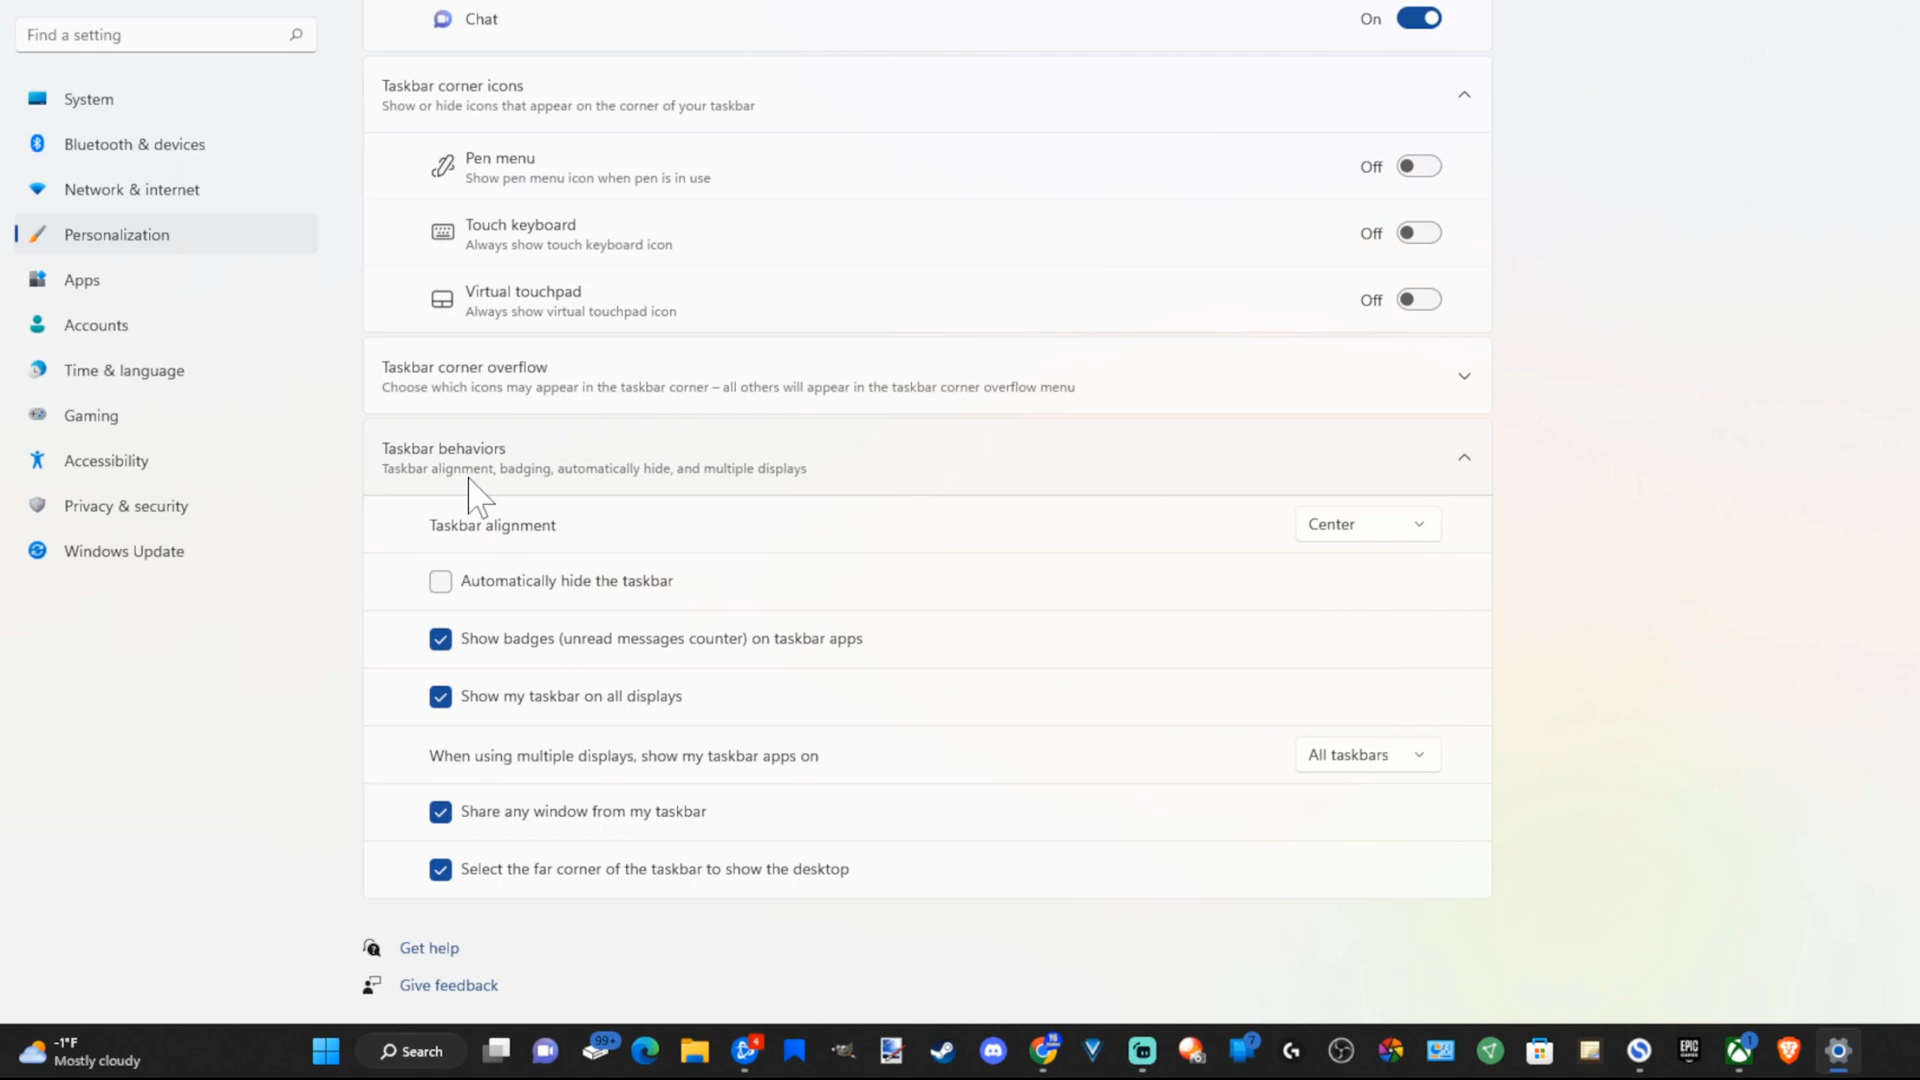 Find a setting
System
Bluetooth & devices
Network & internet
Personalization
Apps
Accounts
Time & language
Gaming
Accessibility
Privacy & security
Windows Update
Chat
On
Taskbar corner icons
Show or hide icons that appear on the corner of your taskbar
Pen menu
Show pen menu icon when pen is in use
Off
Touch keyboard
Always show touch keyboard icon
Off
Virtual touchpad
Always show virtual touchpad icon
Off
Taskbar corner overflow
Choose which icons may appear in the taskbar corner – all others will appear in the taskbar corner overflow menu
Taskbar behaviors
Taskbar alignment, badging, automatically hide, and multiple displays
Taskbar alignment
Center
Automatically hide the taskbar
Show badges (unread messages counter) on taskbar apps
Show my taskbar on all displays
When using multiple displays, show my taskbar apps on
All taskbars
Share any window from my taskbar
Select the far corner of the taskbar to show the desktop
Get help
Give feedback
-1°F
Mostly cloudy
Search
99+
4
7
EPIC
GAMES
1